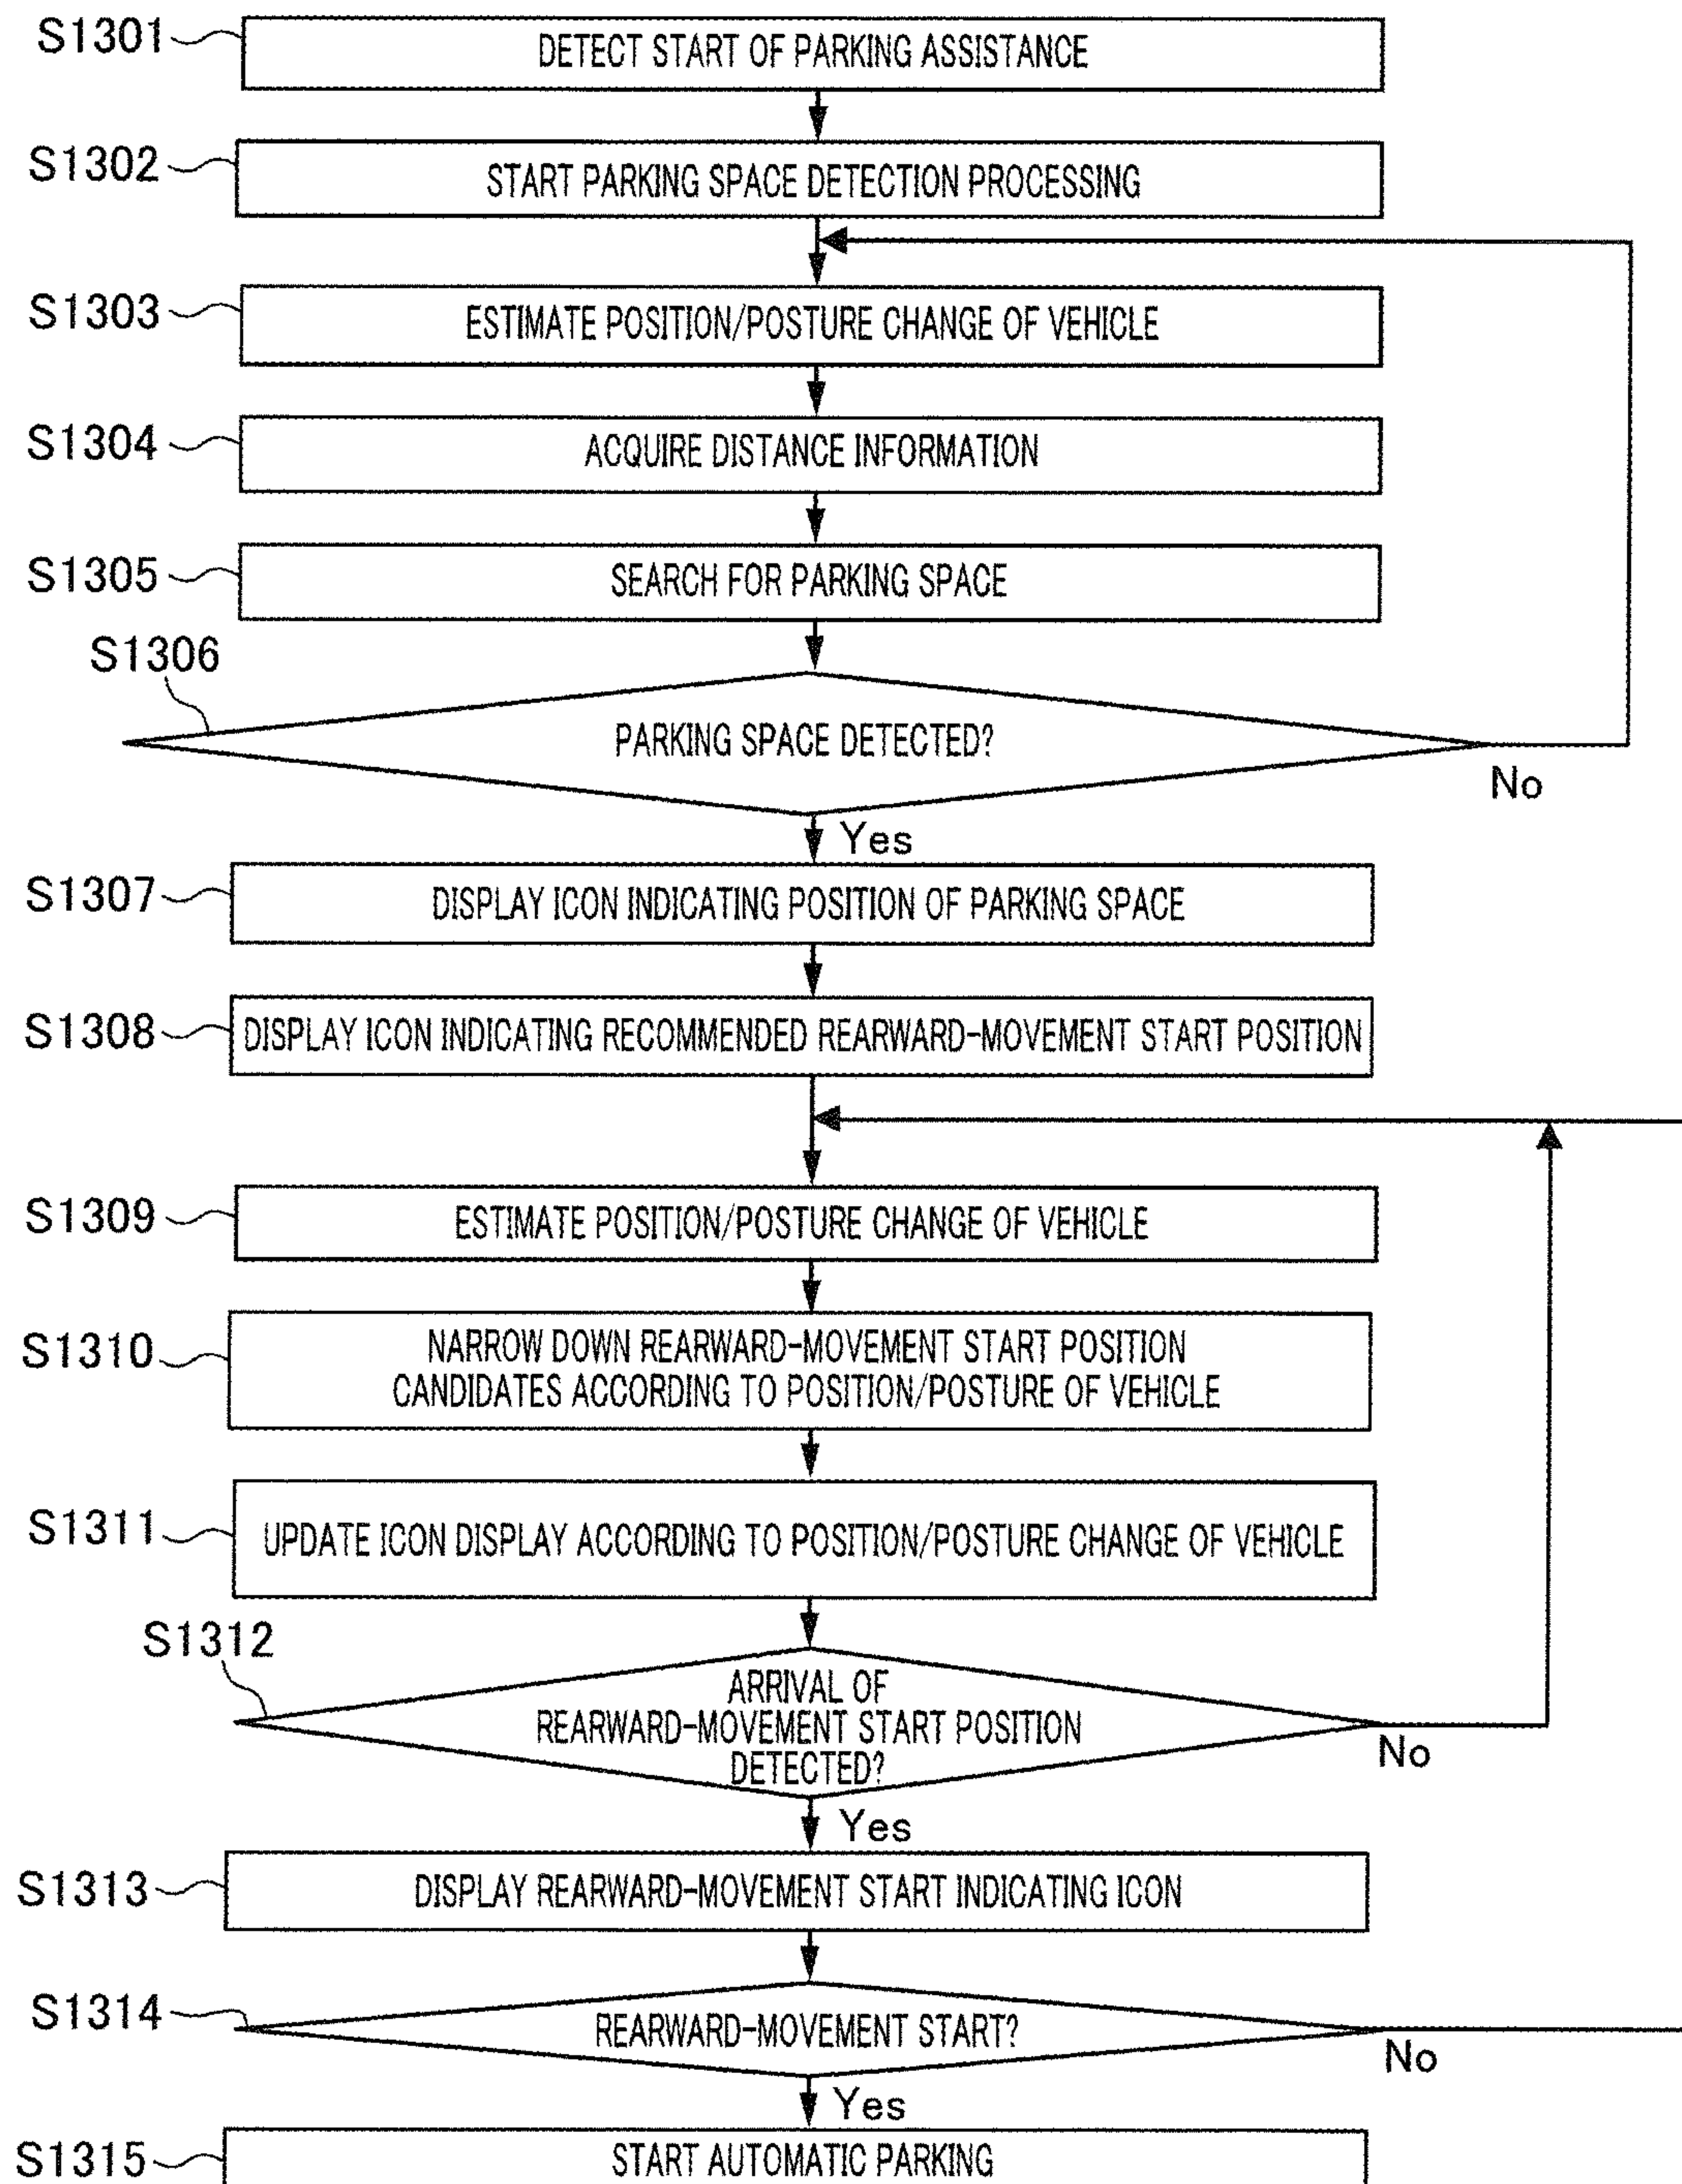 S1301
DETECT START OF PARKING ASSISTANCE
S1302
START PARKING SPACE DETECTION PROCESSING
S1303
ESTIMATE POSITION/POSTURE CHANGE OF VEHICLE
S1304
ACQUIRE DISTANCE INFORMATION
S1305
SEARCH FOR PARKING SPACE
S1306
PARKING SPACE DETECTED?
No
Yes
S1307
DISPLAY ICON INDICATING POSITION OF PARKING SPACE
S1308
DISPLAY ICON INDICATING RECOMMENDED REARWARD-MOVEMENT START POSITION
S1309
ESTIMATE POSITION/POSTURE CHANGE OF VEHICLE
S1310
NARROW DOWN REARWARD-MOVEMENT START POSITION
CANDIDATES ACCORDING TO POSITION/POSTURE OF VEHICLE
S1311
UPDATE ICON DISPLAY ACCORDING TO POSITION/POSTURE CHANGE OF VEHICLE
S1312
ARRIVAL OF
REARWARD-MOVEMENT START POSITION
DETECTED?
No
Yes
S1313
DISPLAY REARWARD-MOVEMENT START INDICATING ICON
S1314
REARWARD-MOVEMENT START?
No
Yes
S1315
START AUTOMATIC PARKING